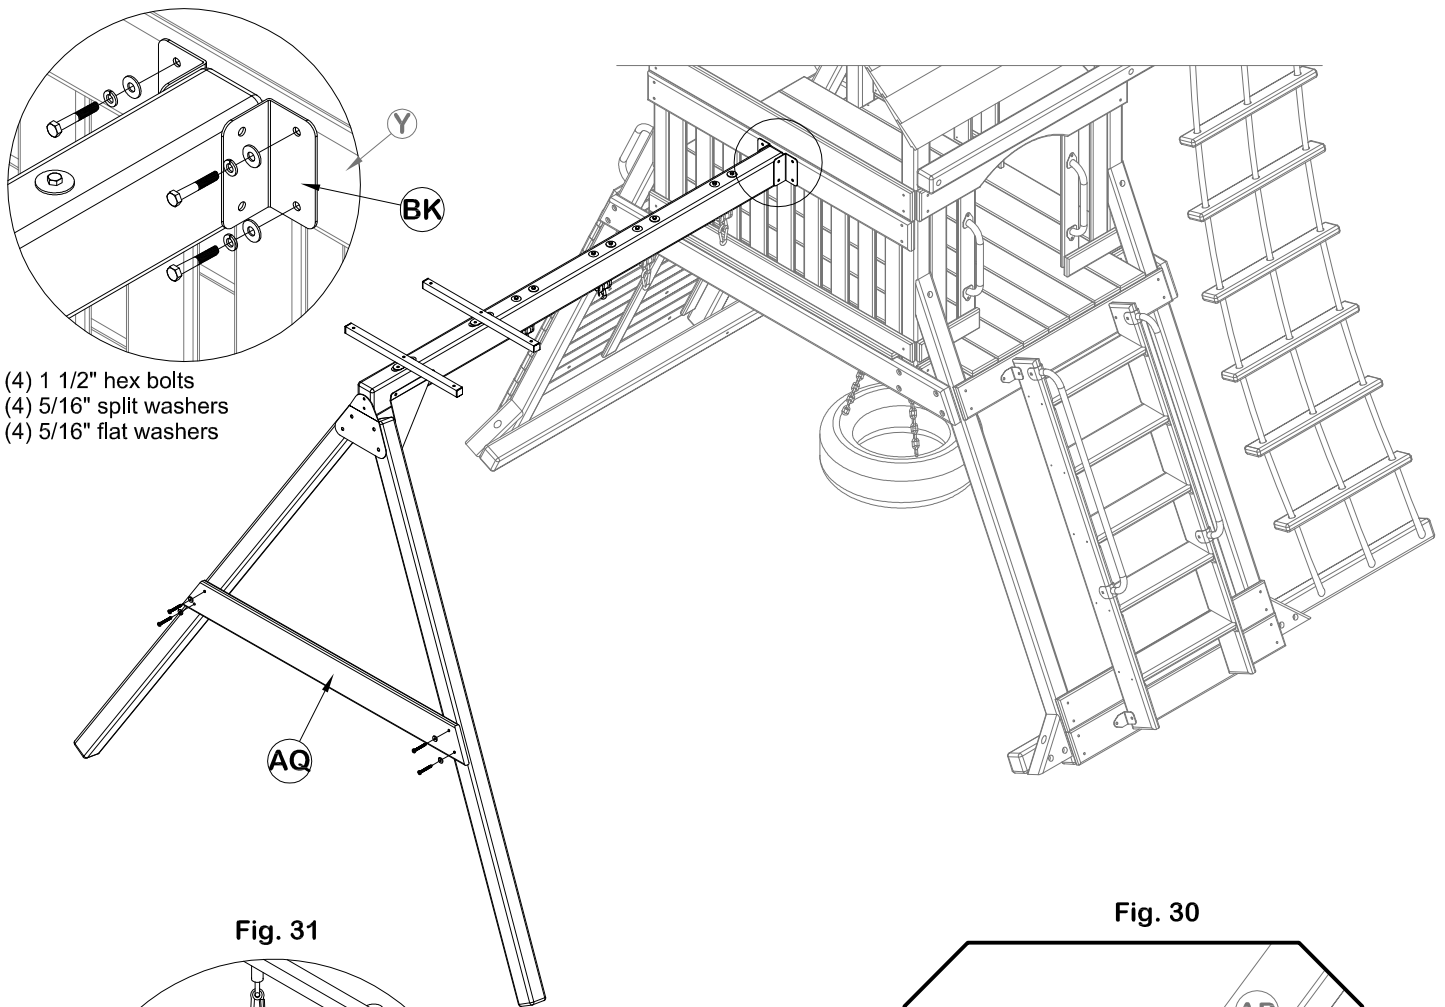 Y
BK
(4) 1 1/2" hex bolts
(4) 5/16" split washers
(4) 5/16" flat washers
AQ
Fig. 31
Fig. 30